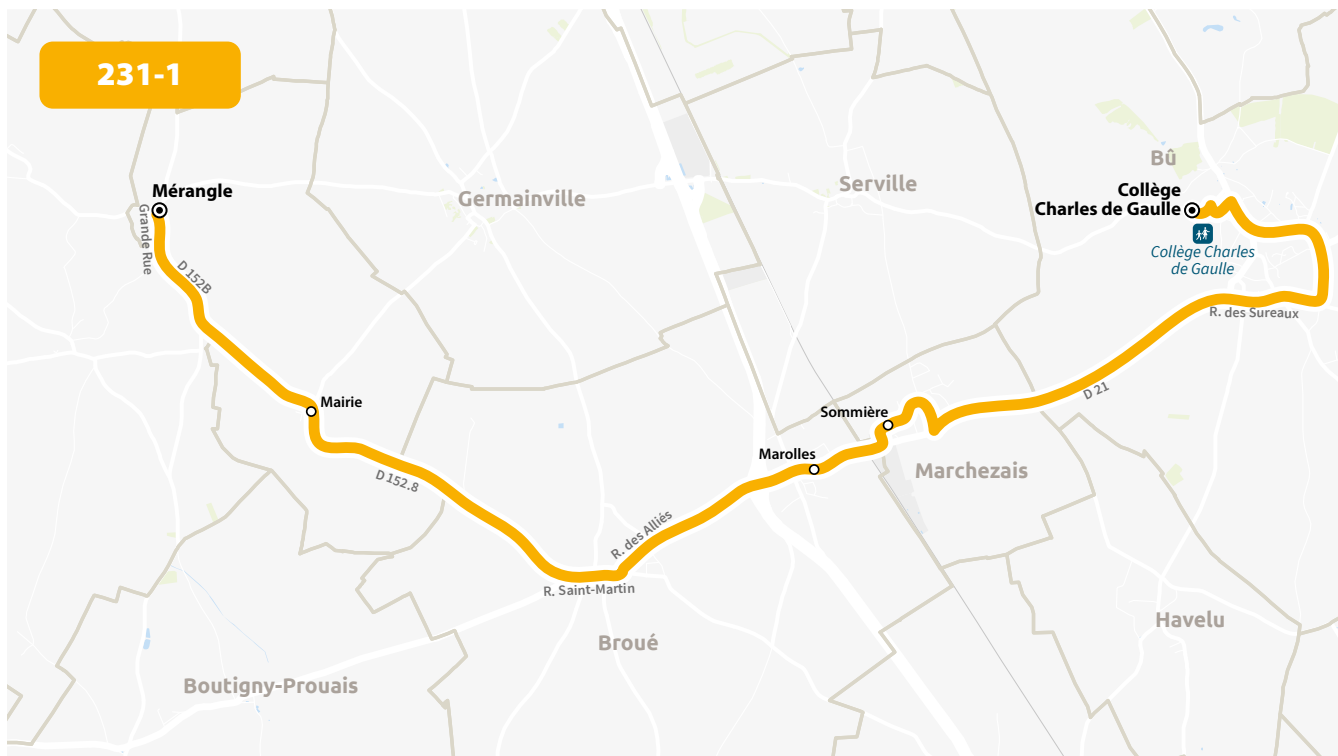 231-1
Bû
Serville
Germainville
Mérangle
Collège
Charles de Gaulle
Collège Charles
de Gaulle
Grande Rue
D 152B
R. des Sureaux
D 21
Mairie
Sommière
Marolles
Marchezais
D 152.8
R. des Alliés
R. Saint-Martin
Broué
Havelu
Boutigny-Prouais